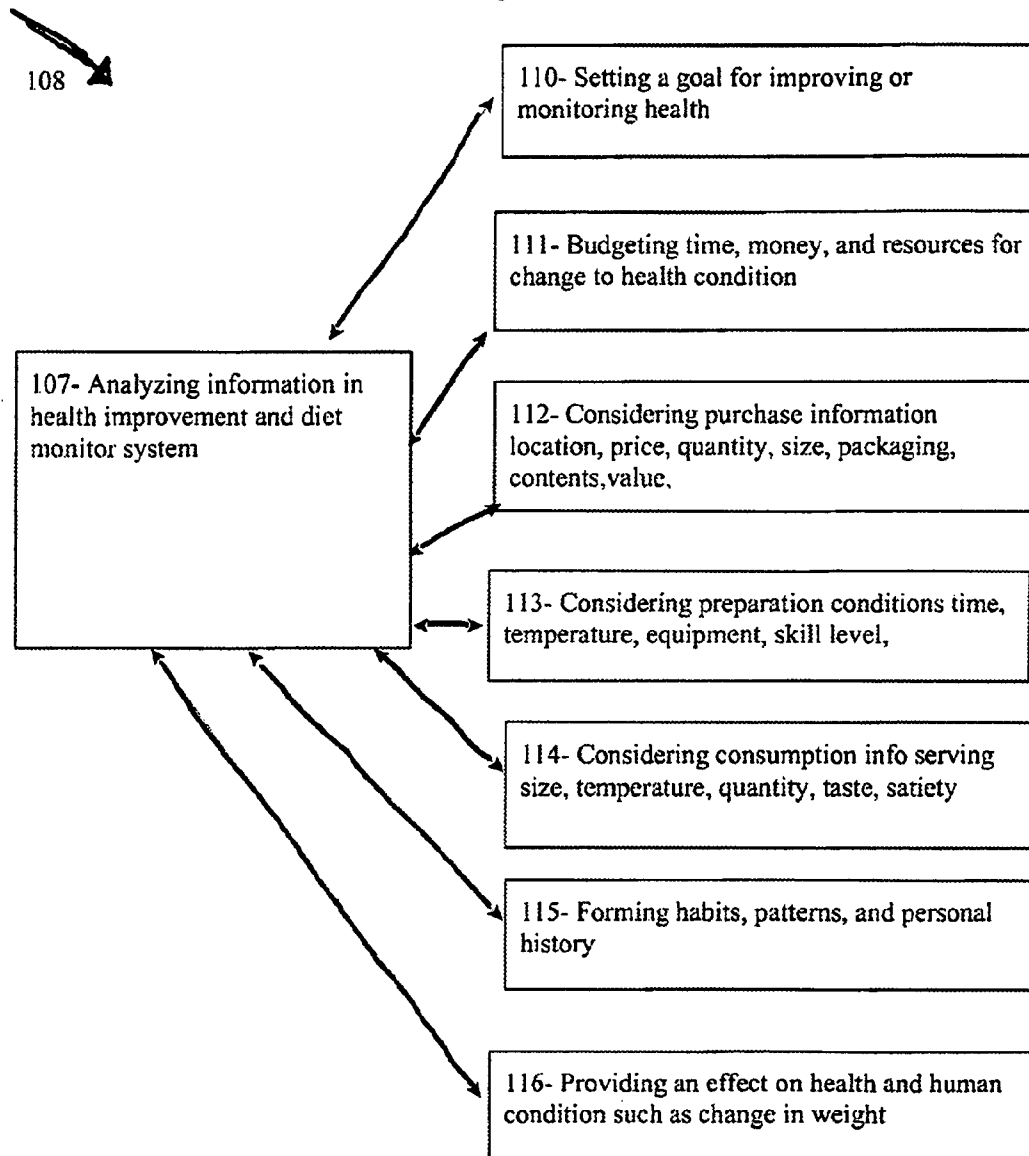 108
110- Setting a goal for improving or
monitoring health
111- Budgeting time, money, and resources for
change to health condition
107- Analyzing information in
health improvement and diet
monitor system
112- Considering purchase information
location, price, quantity, size, packaging,
contents,value,
113- Considering preparation conditions time,
temperature, equipment, skill level,
114- Considering consumption info serving
size, temperature, quantity, taste, satiety
115- Forming habits, patterns, and personal
history
116- Providing an effect on health and human
condition such as change in weight